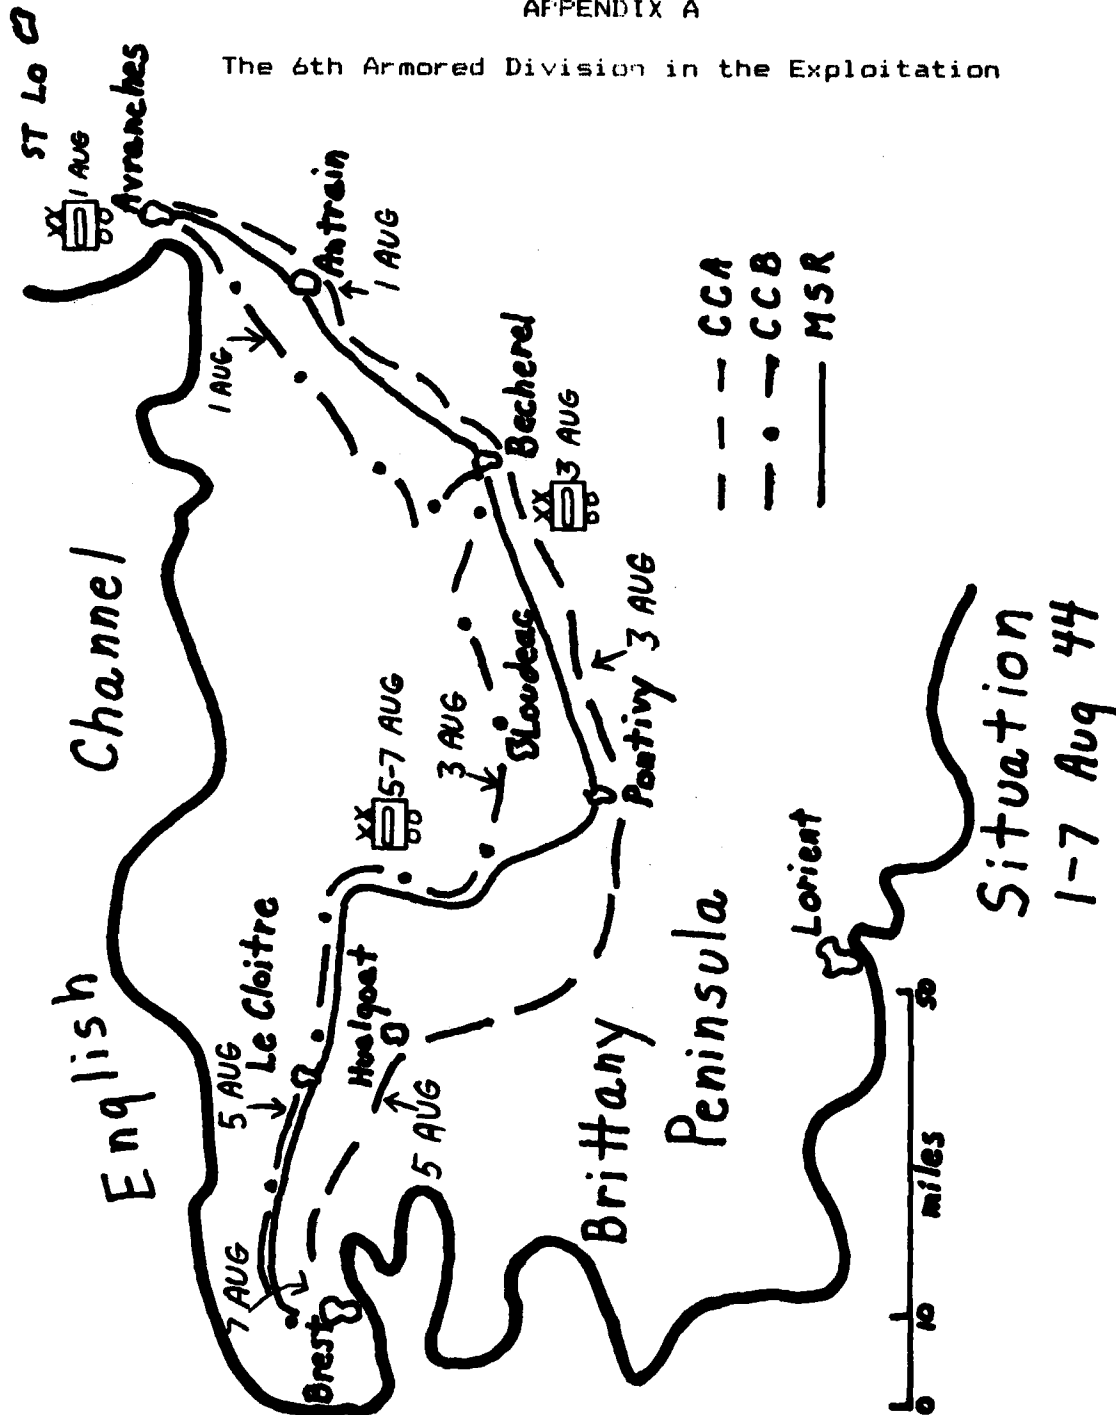 APPENDIX A
The 6th Armored Division in the Exploitation
ST LO
XX
1 AUG
Avranches
Antrain
1 AUG
1 AUG
Becherel
XX
3 AUG
English Channel
Loudeac
3 AUG
Pontivy 3 AUG
XX
5-7 AUG
Le Cloitre
5 AUG
Huelgoat
5 AUG
7 AUG
Brest
Brittany
Peninsula
Lorient
CCA
CCB
MSR
Situation
1-7 Aug 44
0 10 50
miles